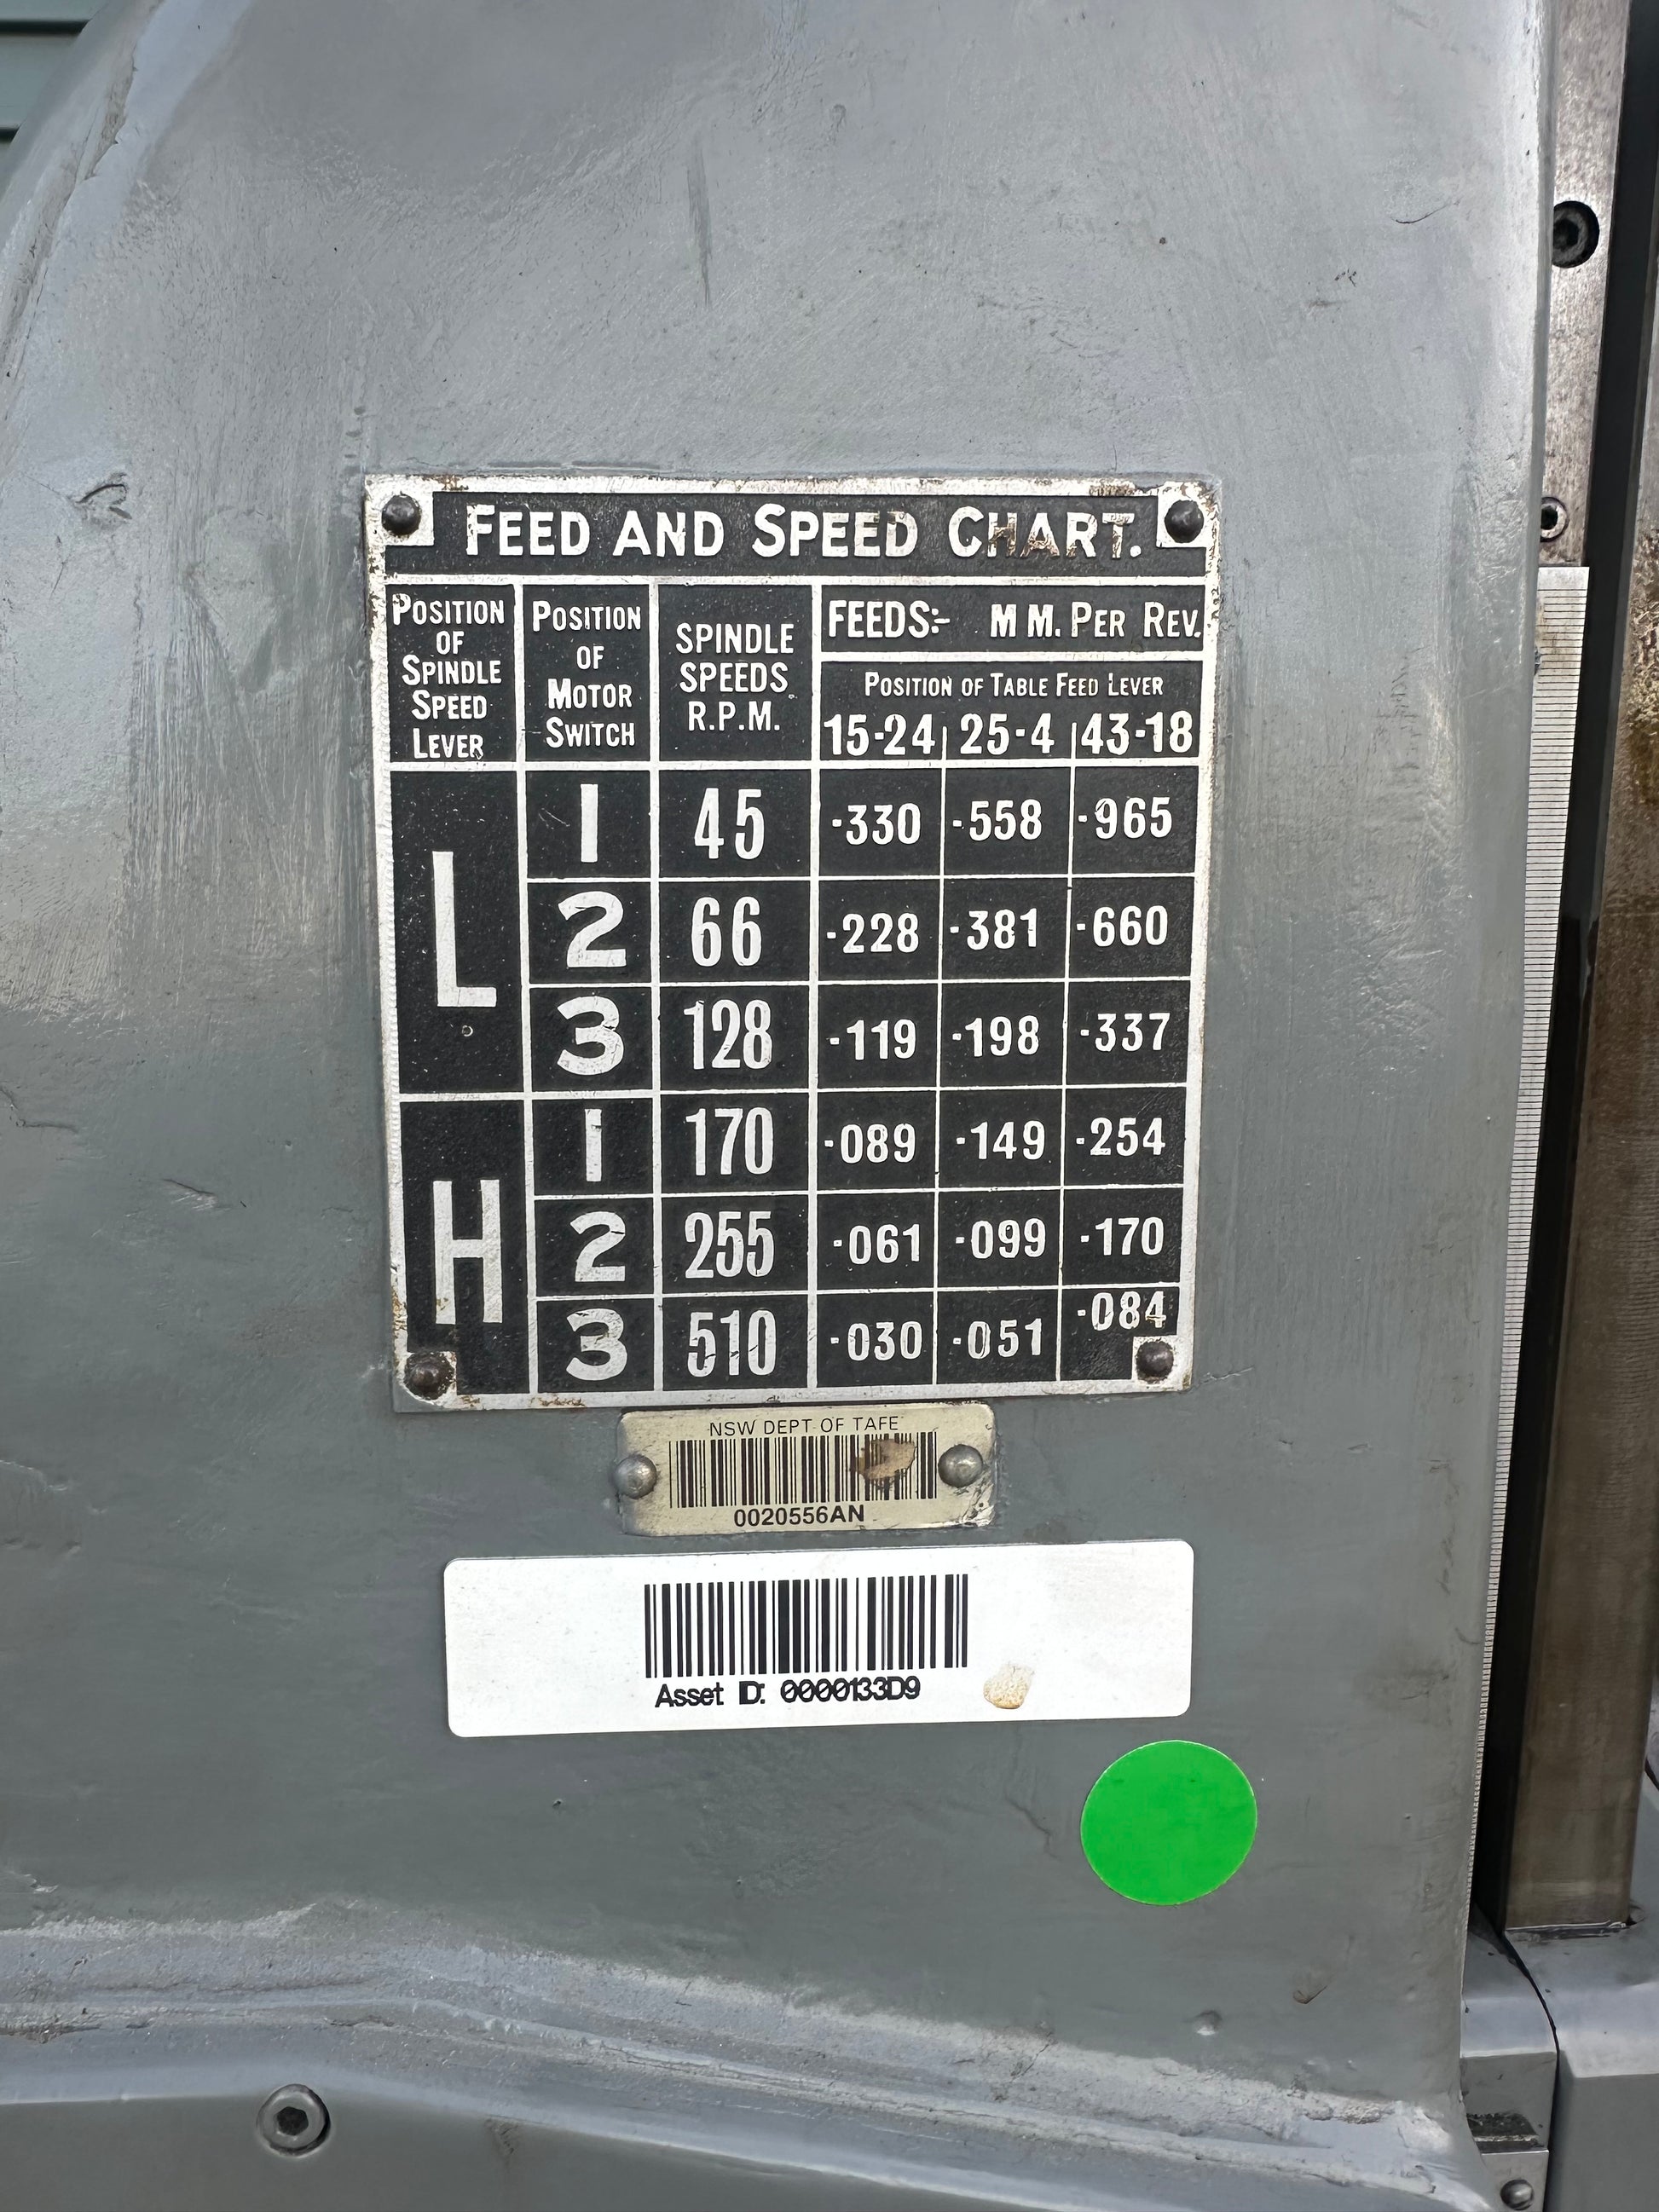 FEED AND SPEED CHART.
POSITION OF SPINDLE SPEED LEVER
POSITION OF MOTOR SWITCH
SPINDLE SPEEDS R.P.M.
FEEDS:- M M. PER REV.
POSITION OF TABLE FEED LEVER
15-24 25·4 43-18
L
1 45 ·330 ·558 ·965
2 66 ·228 ·381 ·660
3 128 ·119 ·198 ·337
H
1 170 ·089 ·149 ·254
2 255 ·061 ·099 ·170
3 510 ·030 ·051 ·084
NSW DEPT OF TAFE
0020556AN
Asset ID: 0000133D9